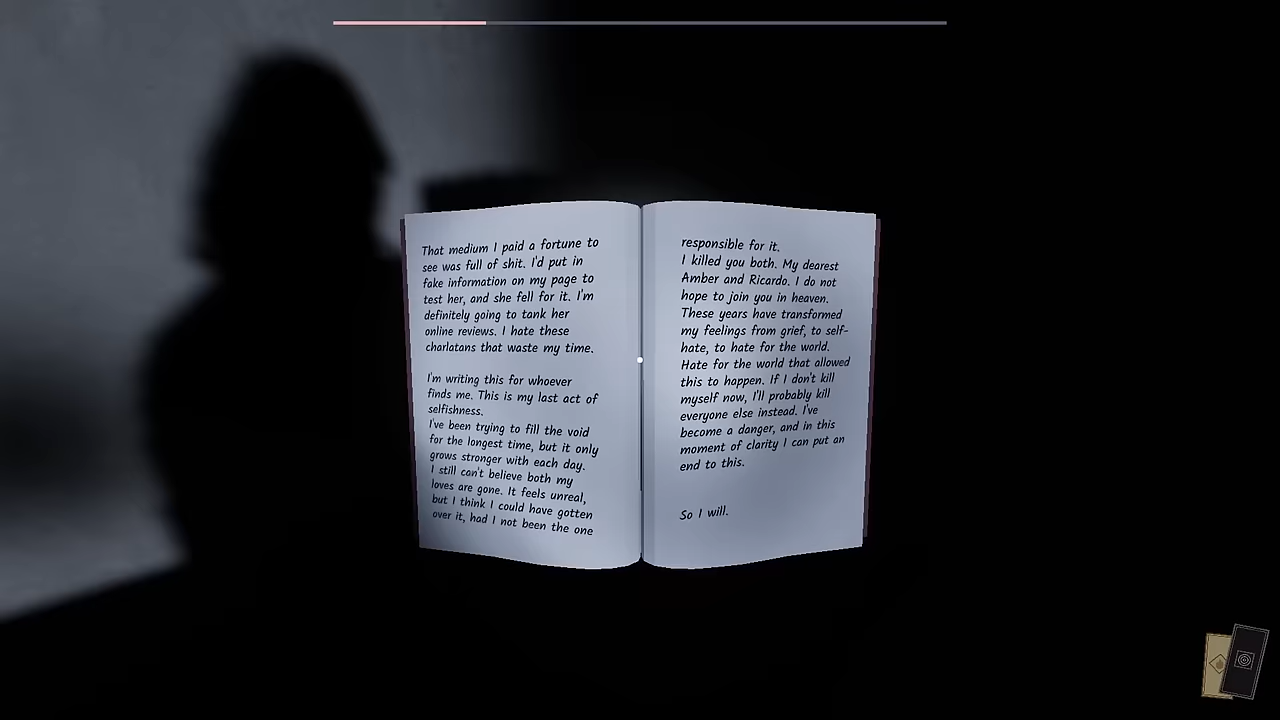 That medium I paid a fortune to
see was full of shit. I'd put in
fake information on my page to
test her, and she fell for it. I'm
definitely going to tank her
online reviews. I hate these
charlatans that waste my time.
I'm writing this for whoever
finds me. This is my last act of
selfishness.
I've been trying to fill the void
for the longest time, but it only
grows stronger with each day.
I still can't believe both my
loves are gone. It feels unreal,
but I think I could have gotten
over it, had I not been the one
responsible for it.
I killed you both. My dearest
Amber and Ricardo. I do not
hope to join you in heaven.
These years have transformed
my feelings from grief, to self-
hate, to hate for the world.
Hate for the world that allowed
this to happen. If I don't kill
myself now, I'll probably kill
everyone else instead. I've
become a danger, and in this
moment of clarity I can put an
end to this.
So I will.